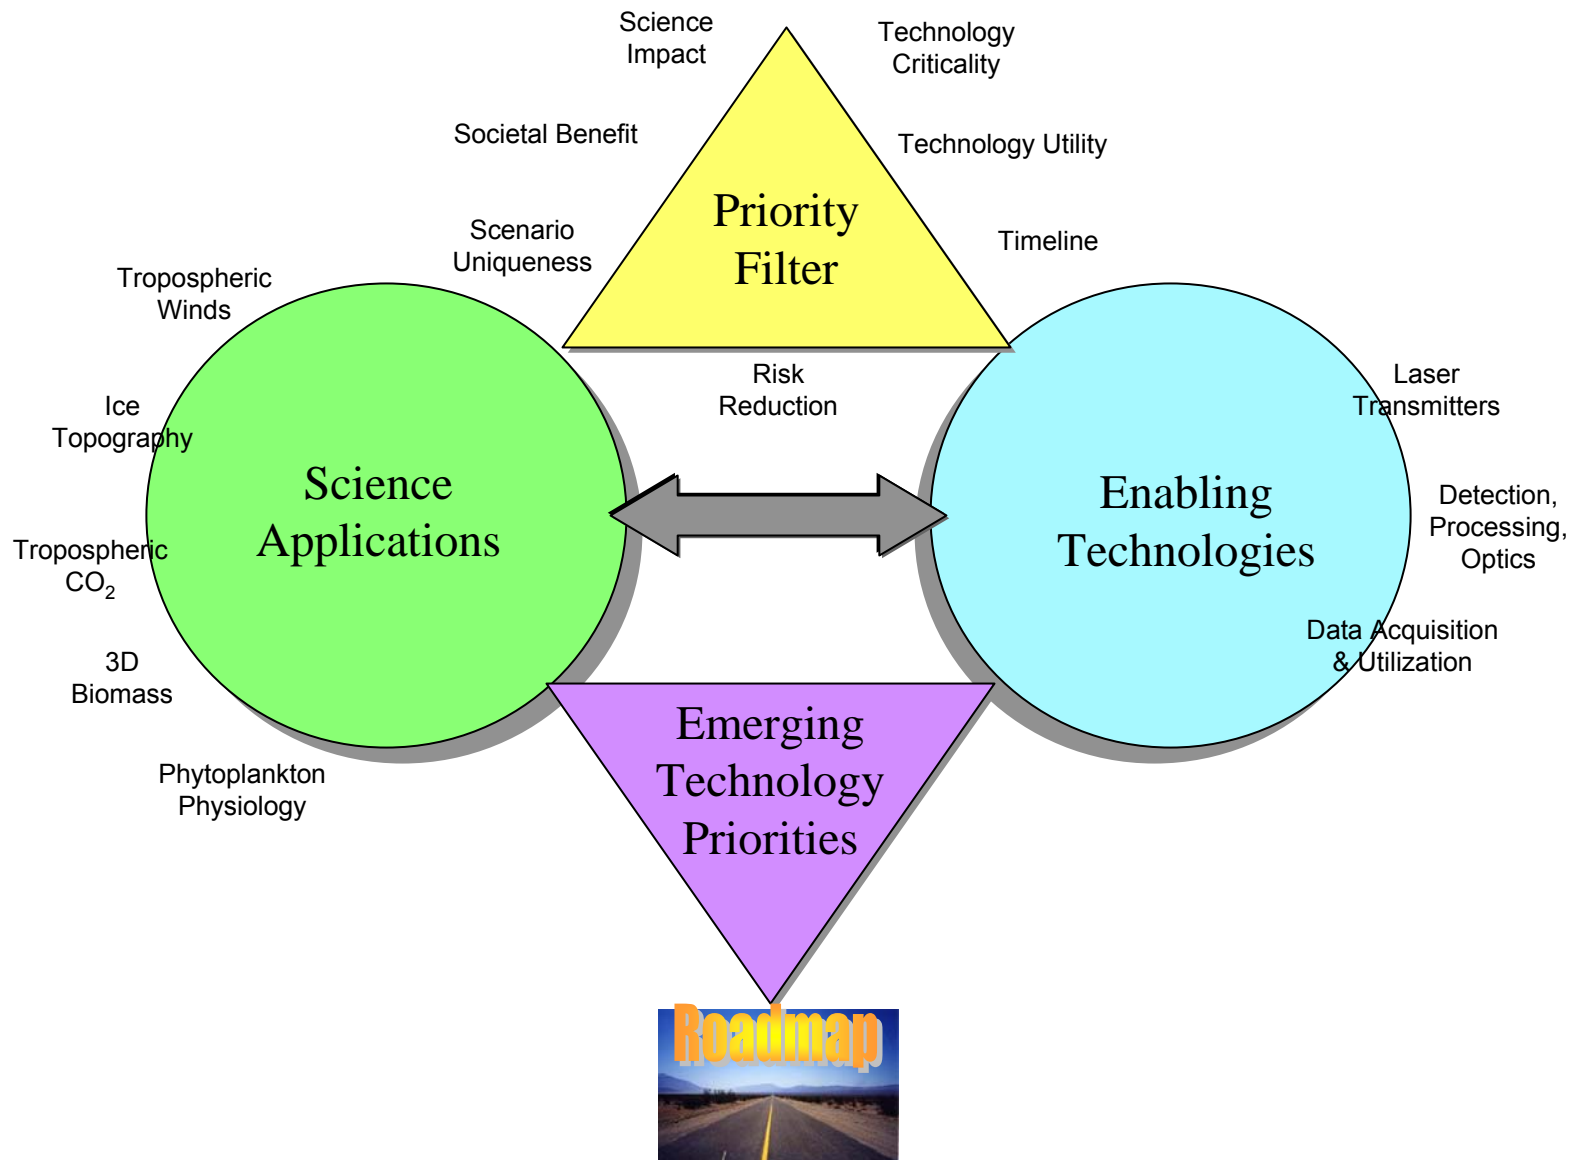 Science
Impact
Technology
Criticality
Societal Benefit
Technology Utility
Priority
Filter
Scenario
Uniqueness
Timeline
Tropospheric
Winds
Risk
Reduction
Laser
Transmitters
Ice
Topography
Science
Applications
Enabling
Technologies
Detection,
Processing,
Optics
Tropospheric
CO₂
Data Acquisition
& Utilization
3D
Biomass
Emerging
Technology
Priorities
Phytoplankton
Physiology
Roadmap